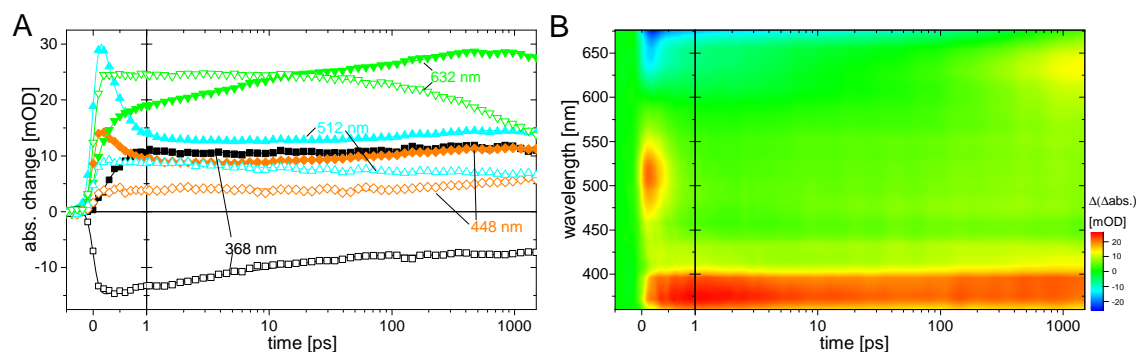 A
abs. change [mOD]
30
20
10
0
-10
632 nm
512 nm
448 nm
368 nm
0
1
10
100
1000
time [ps]
B
wavelength [nm]
650
600
550
500
450
400
0
1
10
100
1000
time [ps]
Δ(Δabs.)
[mOD]
20
10
0
-10
-20